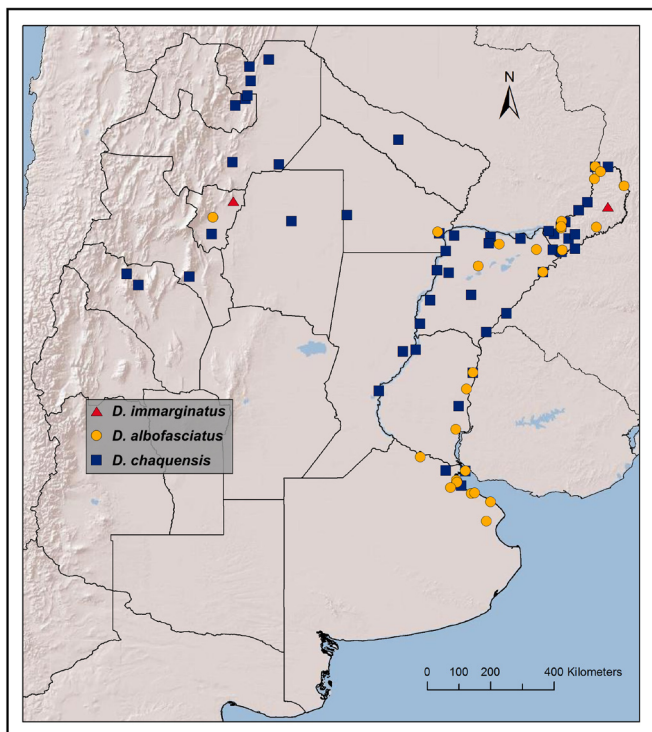 N
D. immarginatus
D. albofasciatus
D. chaquensis
0 100 200 400 Kilometers